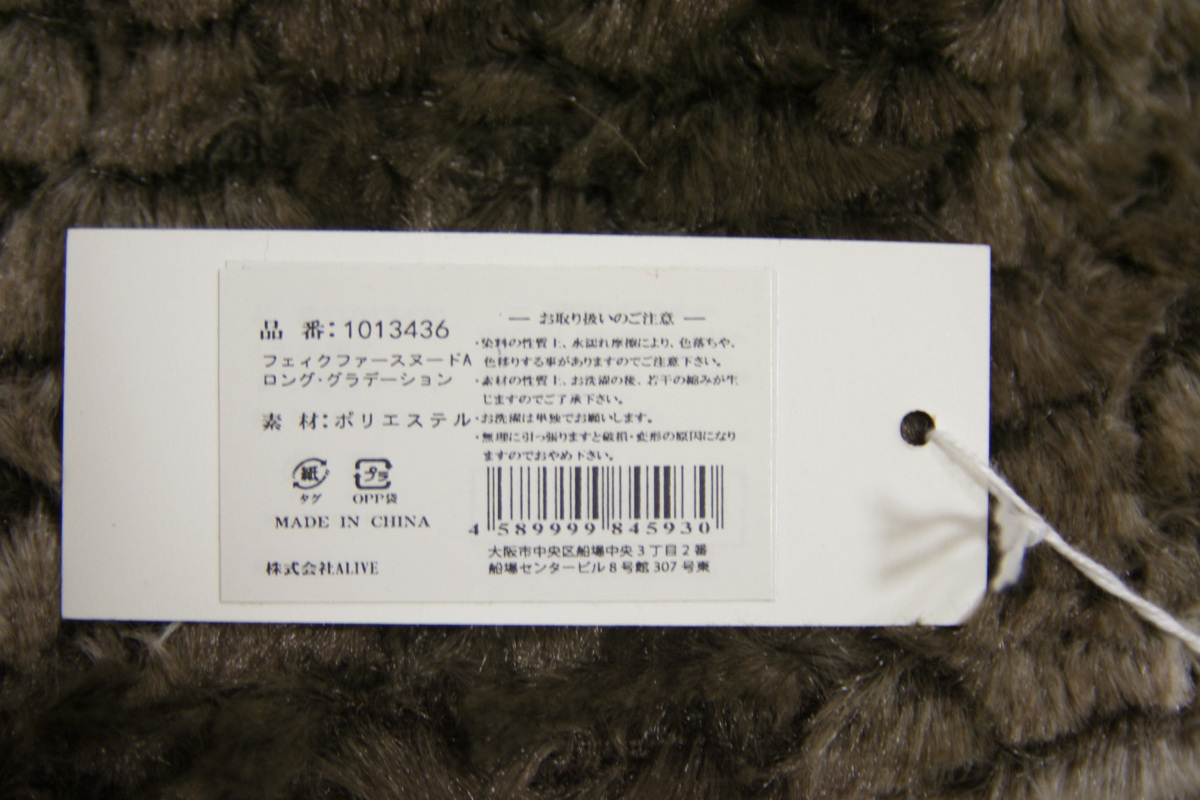 品 番:1013436
フェイクファースヌードA
ロング・グラデーション
素 材:ポリエステル
紙
タグ
プラ
OPP袋
MADE IN CHINA
株式会社ALIVE
― お取り扱いのご注意 ―
・染料の性質上、水濡れ摩擦により、色落ちや、
色移りする事がありますのでご注意下さい。
・素材の性質上、お洗濯の後、若干の縮みが生
じますのでご了承下さい。
・お洗濯は単独でお願いします。
・無理に引っ張りますと破損・変形の原因になり
ますのでおやめ下さい。
4 589999 845930
大阪市中央区船場中央3丁目2番
船場センタービル8号館307号東